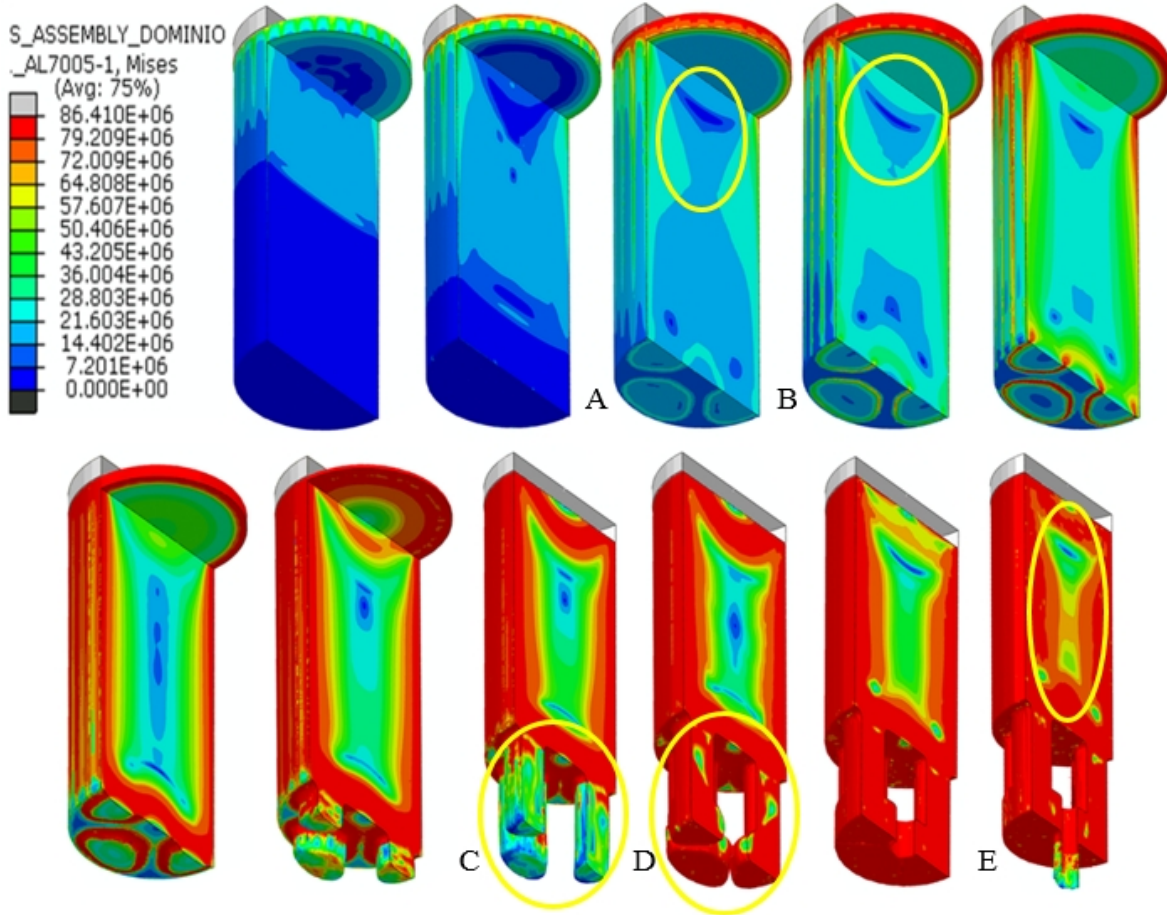 S_ASSEMBLY_DOMINIO
._AL7005-1, Mises
(Avg: 75%)
86.410E+06
79.209E+06
72.009E+06
64.808E+06
57.607E+06
50.406E+06
43.205E+06
36.004E+06
28.803E+06
21.603E+06
14.402E+06
7.201E+06
0.000E+00
A
B
C
D
E